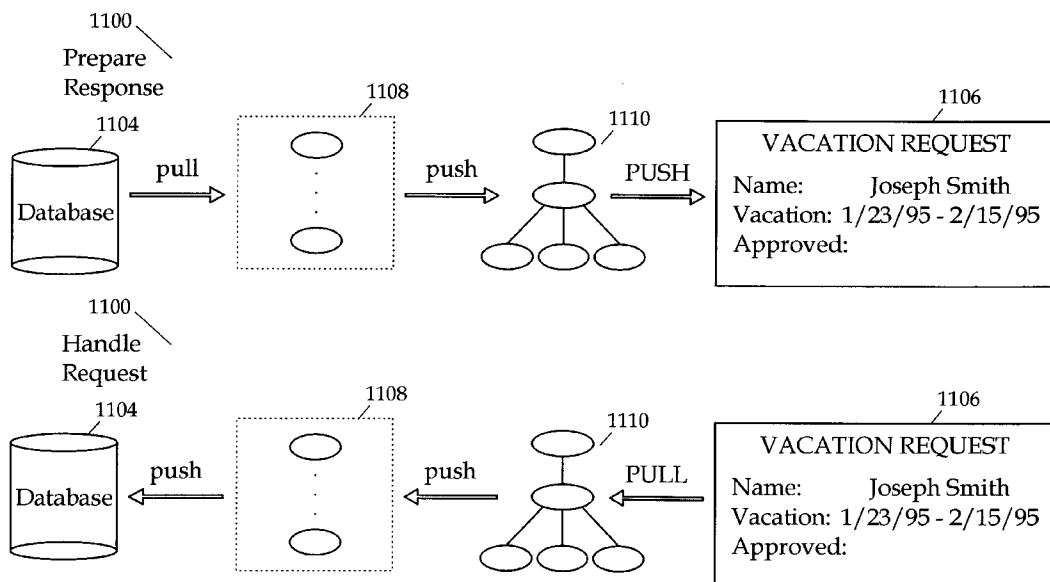 1100
Prepare
Response
1104
Database
pull
1108
push
1110
PUSH
1106
VACATION REQUEST
Name: Joseph Smith
Vacation: 1/23/95 - 2/15/95
Approved:
1100
Handle
Request
1104
Database
push
1108
push
1110
PULL
1106
VACATION REQUEST
Name: Joseph Smith
Vacation: 1/23/95 - 2/15/95
Approved: